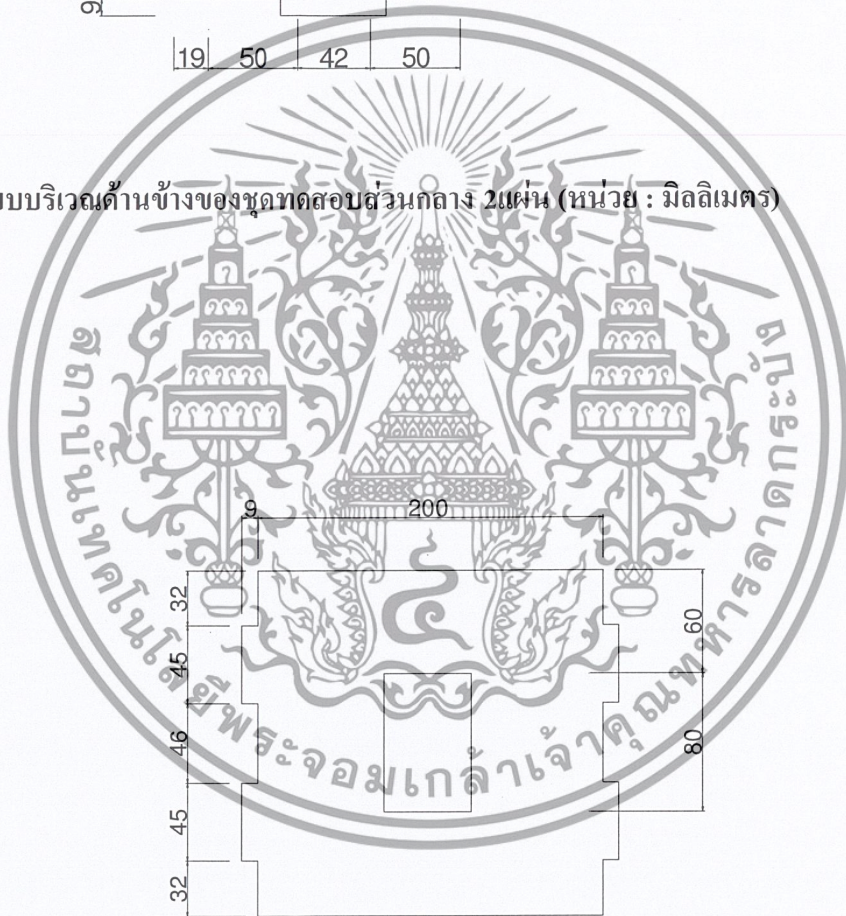 19 50 42 50
บบริเวณด้านข้างของชุดทดสอบส่วนกลาง 2แผ่น (หน่วย : มิลลิเมตร)
9 200
32
45
46
45
32
60
80
สถาบันเทคโนโลยีพระจอมเกล้าเจ้าคุณทหารลาดกระบัง